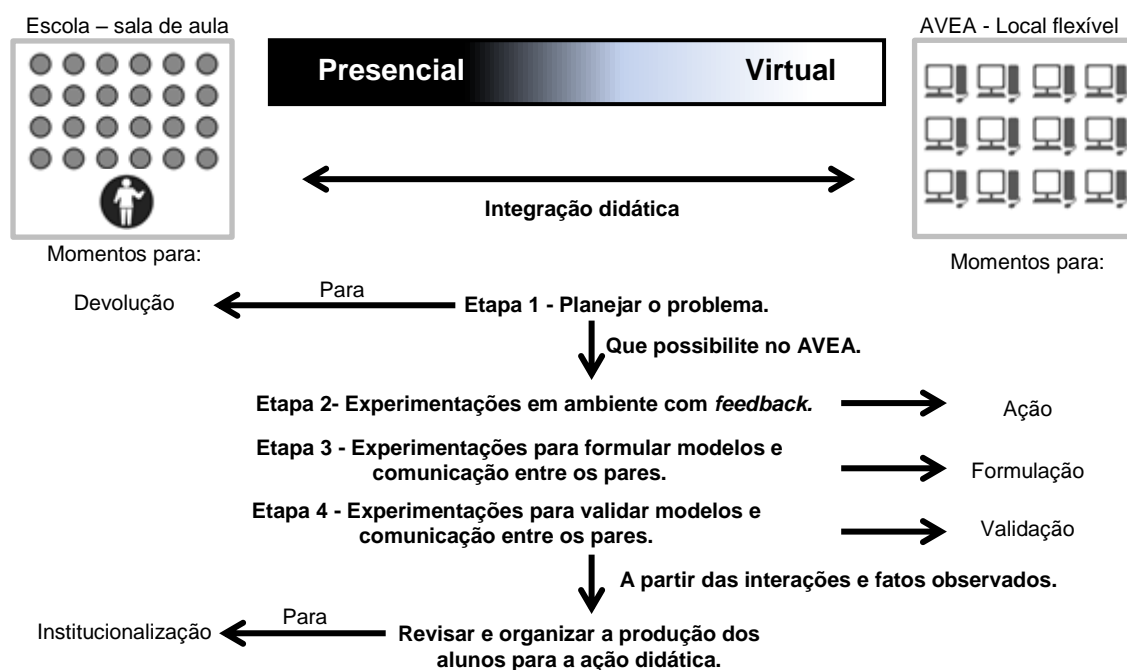 Escola – sala de aula
AVEA - Local flexível
Presencial
Virtual
Integração didática
Momentos para:
Momentos para:
Devolução
Para
Etapa 1 - Planejar o problema.
Que possibilite no AVEA.
Etapa 2- Experimentações em ambiente com feedback.
Ação
Etapa 3 - Experimentações para formular modelos e
comunicação entre os pares.
Formulação
Etapa 4 - Experimentações para validar modelos e
comunicação entre os pares.
Validação
A partir das interações e fatos observados.
Institucionalização
Para
Revisar e organizar a produção dos
alunos para a ação didática.